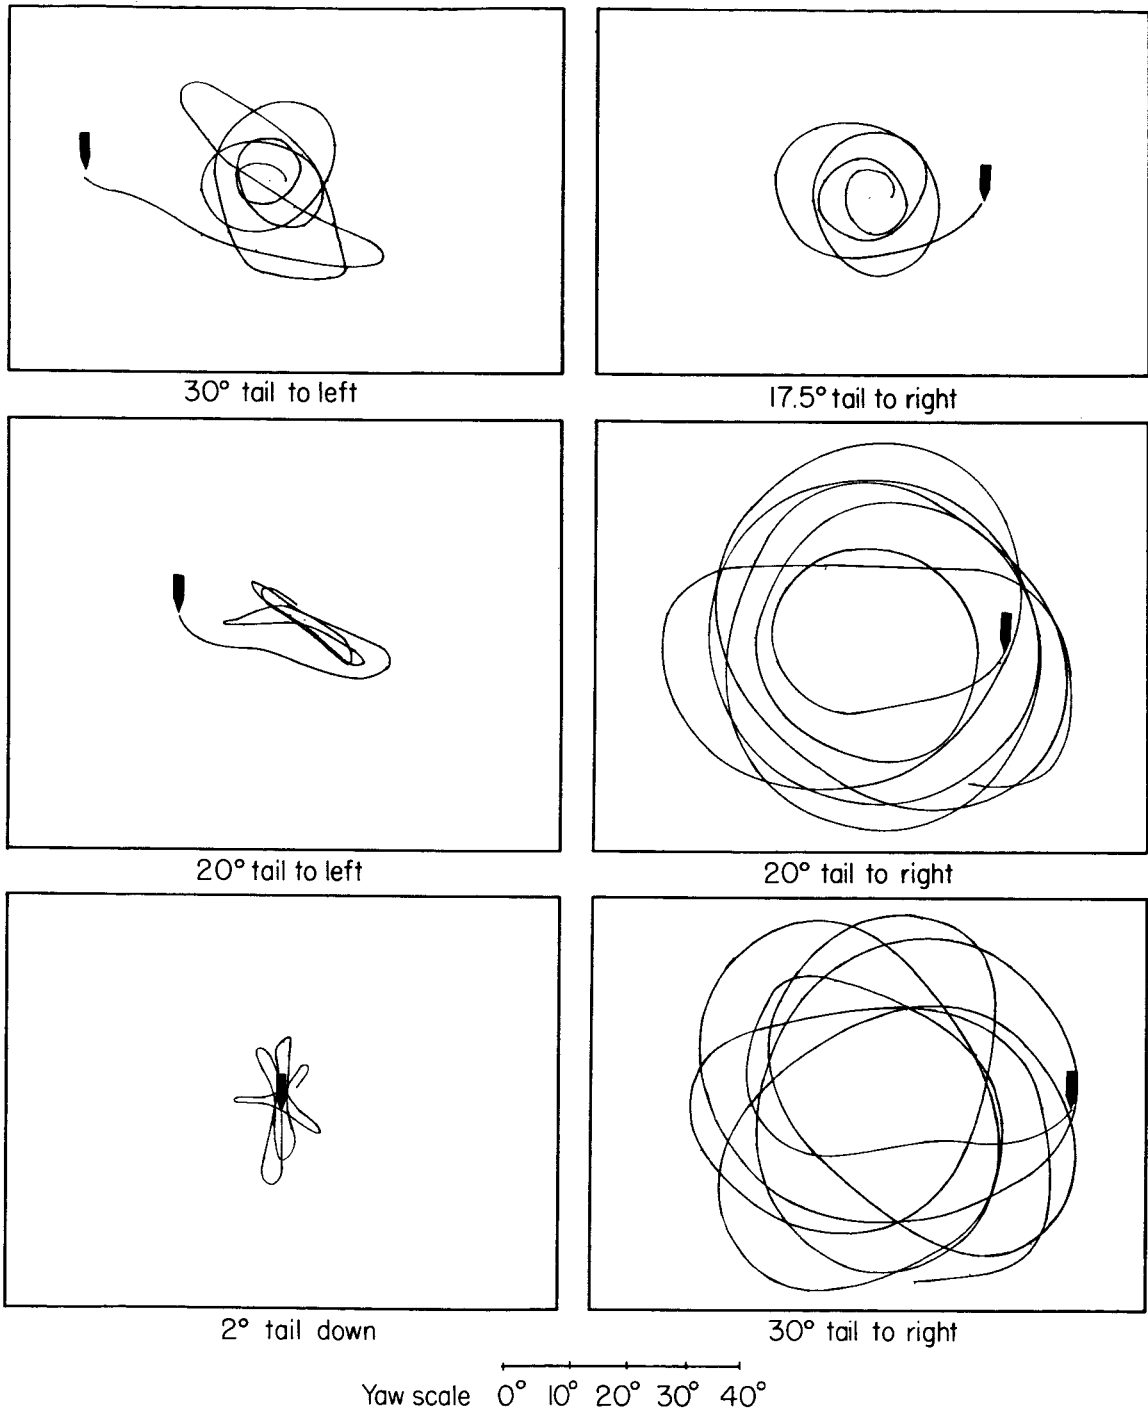 30° tail to left
17.5° tail to right
20° tail to left
20° tail to right
2° tail down
30° tail to right
Yaw scale 0° 10° 20° 30° 40°